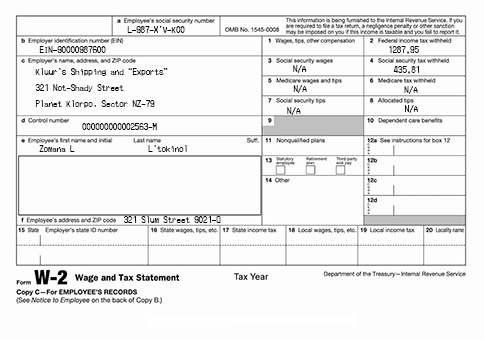 a Employee's social security number
L-987-X'V-K00
OMB No. 1545-0008
This information is being furnished to the Internal Revenue Service. If you are required to file a tax return, a negligence penalty or other sanction may be imposed on you if this income is taxable and you fail to report it.
b Employer identification number (EIN)
EIN-90000987600
1 Wages, tips, other compensation
2 Federal income tax withheld
1287.95
c Employer's name, address, and ZIP code
Kluur's Shipping and "Exports"
321 Not-Shady Street
Planet Klorpo, Sector NZ-79
3 Social security wages
N/A
4 Social security tax withheld
435.81
5 Medicare wages and tips
N/A
6 Medicare tax withheld
N/A
7 Social security tips
N/A
8 Allocated tips
N/A
d Control number
000000000002563-M
9
10 Dependent care benefits
e Employee's first name and initial
Last name
Suff.
Zomana L
L'tokinol
11 Nonqualified plans
12a See instructions for box 12
13 Statutory employee
Retirement plan
Third-party sick pay
12b
14 Other
12c
12d
f Employee's address and ZIP code
321 Slum Street 9021-O
15 State
Employer's state ID number
16 State wages, tips, etc.
17 State income tax
18 Local wages, tips, etc.
19 Local income tax
20 Locality name
Form W-2 Wage and Tax Statement
Tax Year
Department of the Treasury—Internal Revenue Service
Copy C—For EMPLOYEE'S RECORDS
(See Notice to Employee on the back of Copy B.)